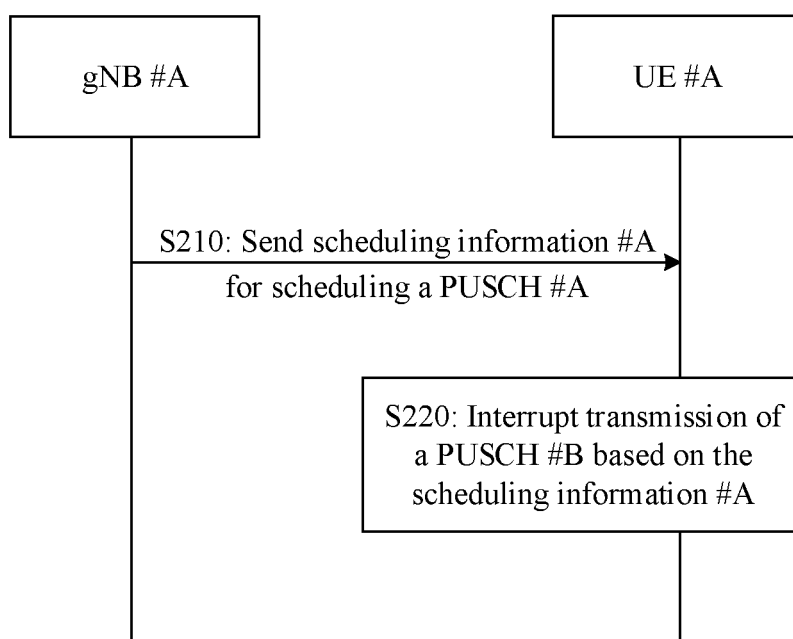 gNB #A
UE #A
S210: Send scheduling information #A
for scheduling a PUSCH #A
S220: Interrupt transmission of
a PUSCH #B based on the
scheduling information #A